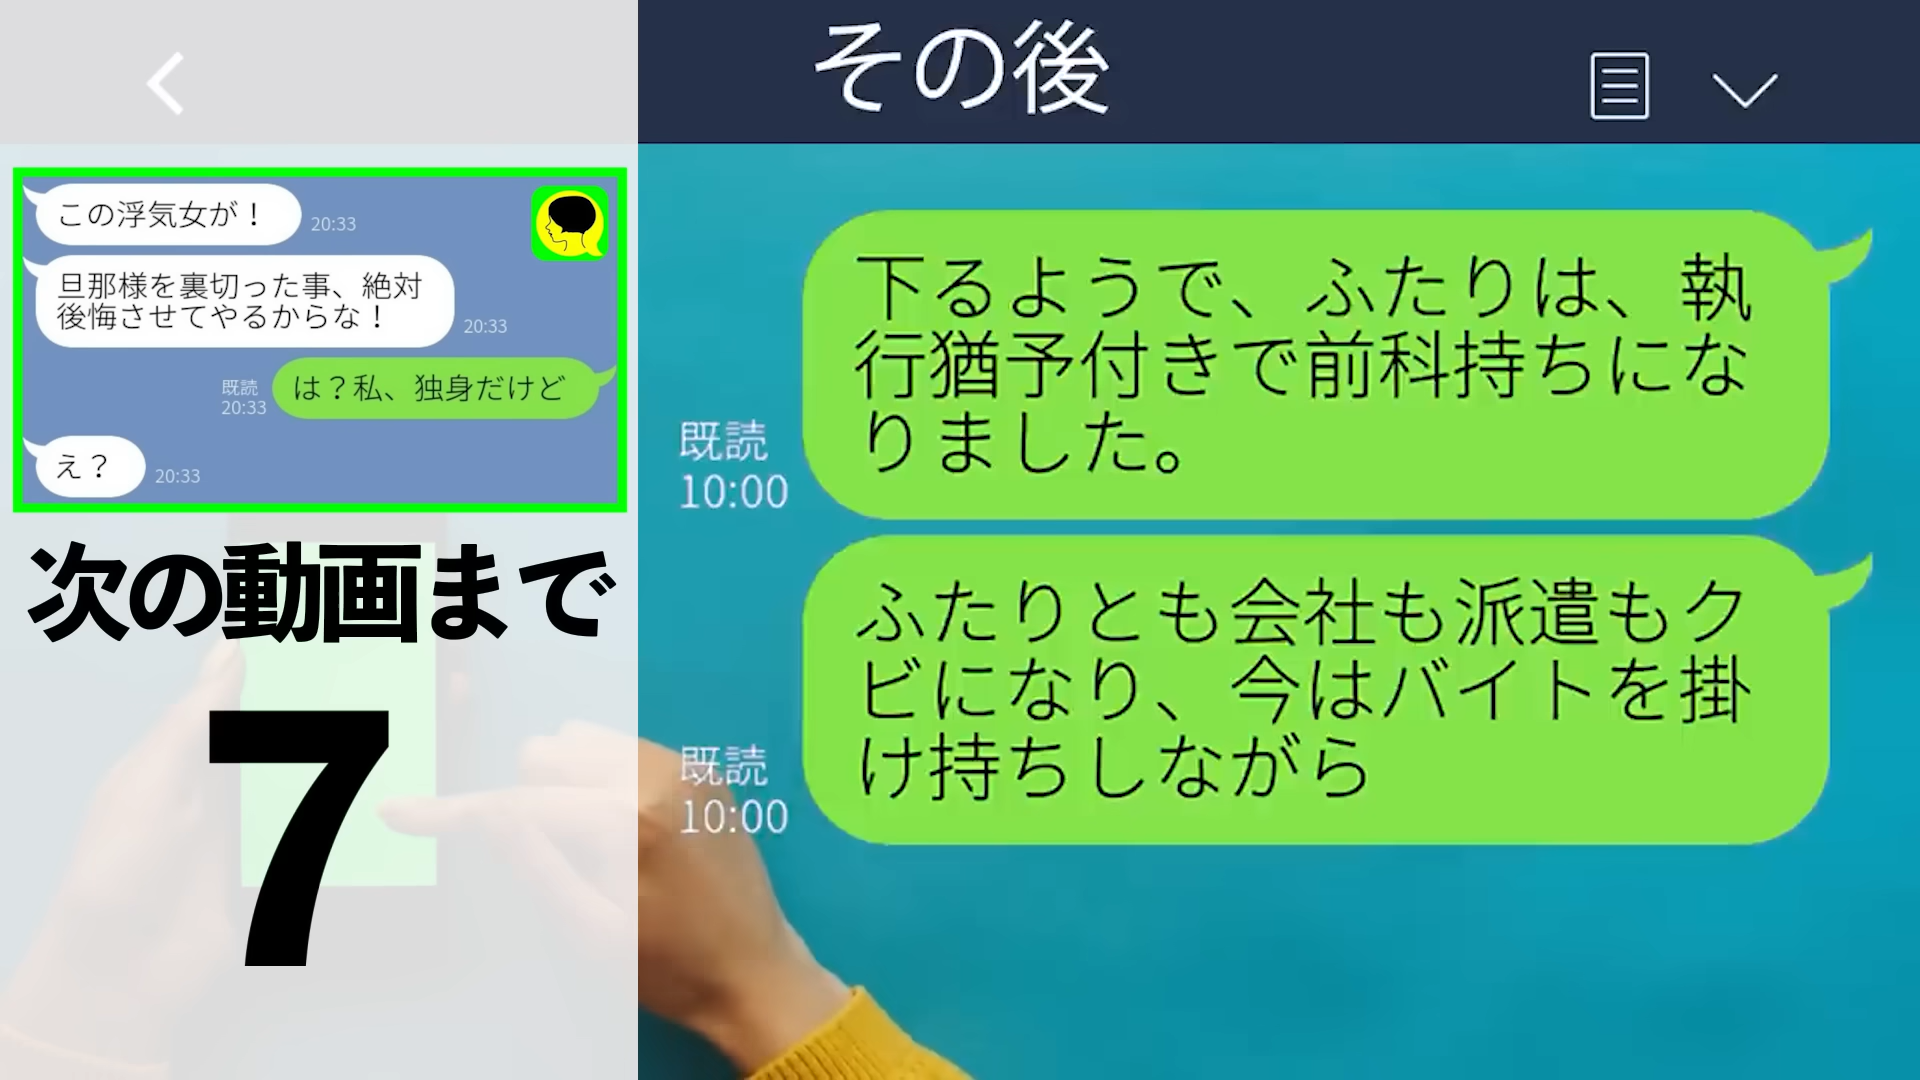 この浮気女が！
20:33
旦那様を裏切った事、絶対
後悔させてやるからな！
20:33
既読
20:33
は？私、独身だけど
え？
20:33
次の動画まで
7
その後
下るようで、ふたりは、執
行猶予付きで前科持ちにな
りました。
既読
10:00
ふたりとも会社も派遣もク
ビになり、今はバイトを掛
け持ちしながら
既読
10:00